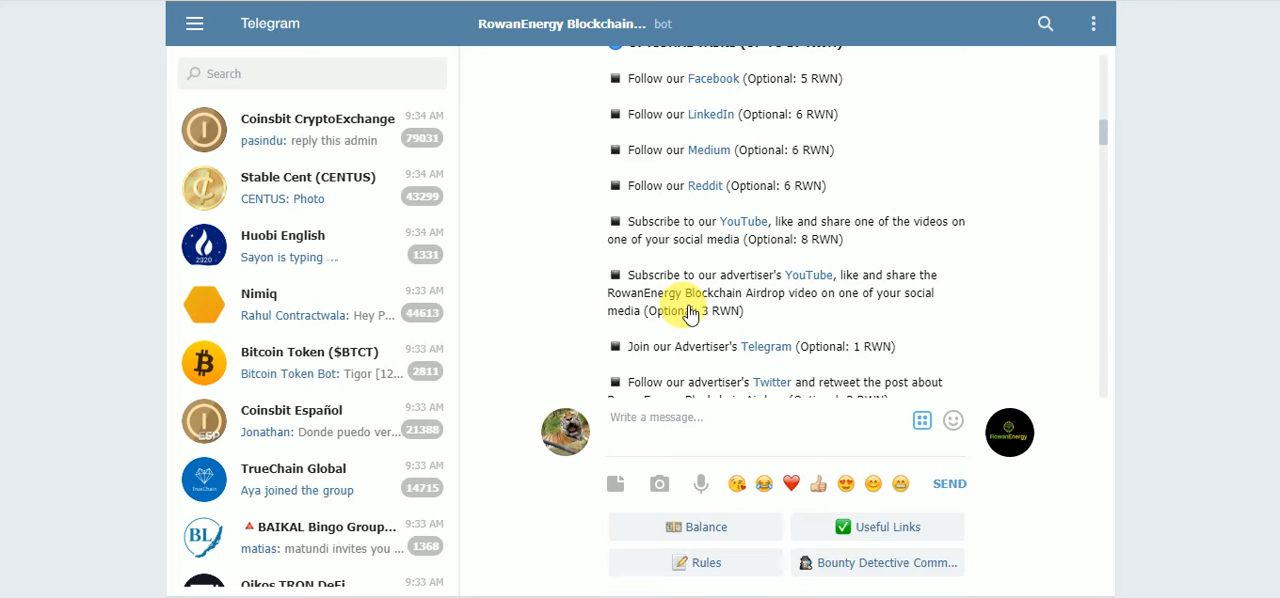 Telegram
RowanEnergy Blockchain... bot
Search
Coinsbit CryptoExchange 9:34 AM
pasindu: reply this admin 79031
Stable Cent (CENTUS) 9:34 AM
CENTUS: Photo 43299
Huobi English 9:34 AM
Sayon is typing ... 1331
2020
Nimiq 9:33 AM
Rahul Contractwala: Hey P... 44613
Bitcoin Token ($BTCT) 9:33 AM
Bitcoin Token Bot: Tigor [12... 2811
Coinsbit Español 9:33 AM
Jonathan: Donde puedo ver... 21388
ESP
TrueChain Global 9:33 AM
Aya joined the group 14715
TrueChain
BAIKAL Bingo Group... 9:33 AM
matias: matundi invites you ... 1368
BL
Oikos TRON DeFi 9:33 AM
Follow our Facebook (Optional: 5 RWN)
Follow our LinkedIn (Optional: 6 RWN)
Follow our Medium (Optional: 6 RWN)
Follow our Reddit (Optional: 6 RWN)
Subscribe to our YouTube, like and share one of the videos on
one of your social media (Optional: 8 RWN)
Subscribe to our advertiser's YouTube, like and share the
RowanEnergy Blockchain Airdrop video on one of your social
media (Optional: 3 RWN)
Join our Advertiser's Telegram (Optional: 1 RWN)
Follow our advertiser's Twitter and retweet the post about
Write a message...
RowanEnergy
SEND
Balance
Useful Links
Rules
Bounty Detective Comm...